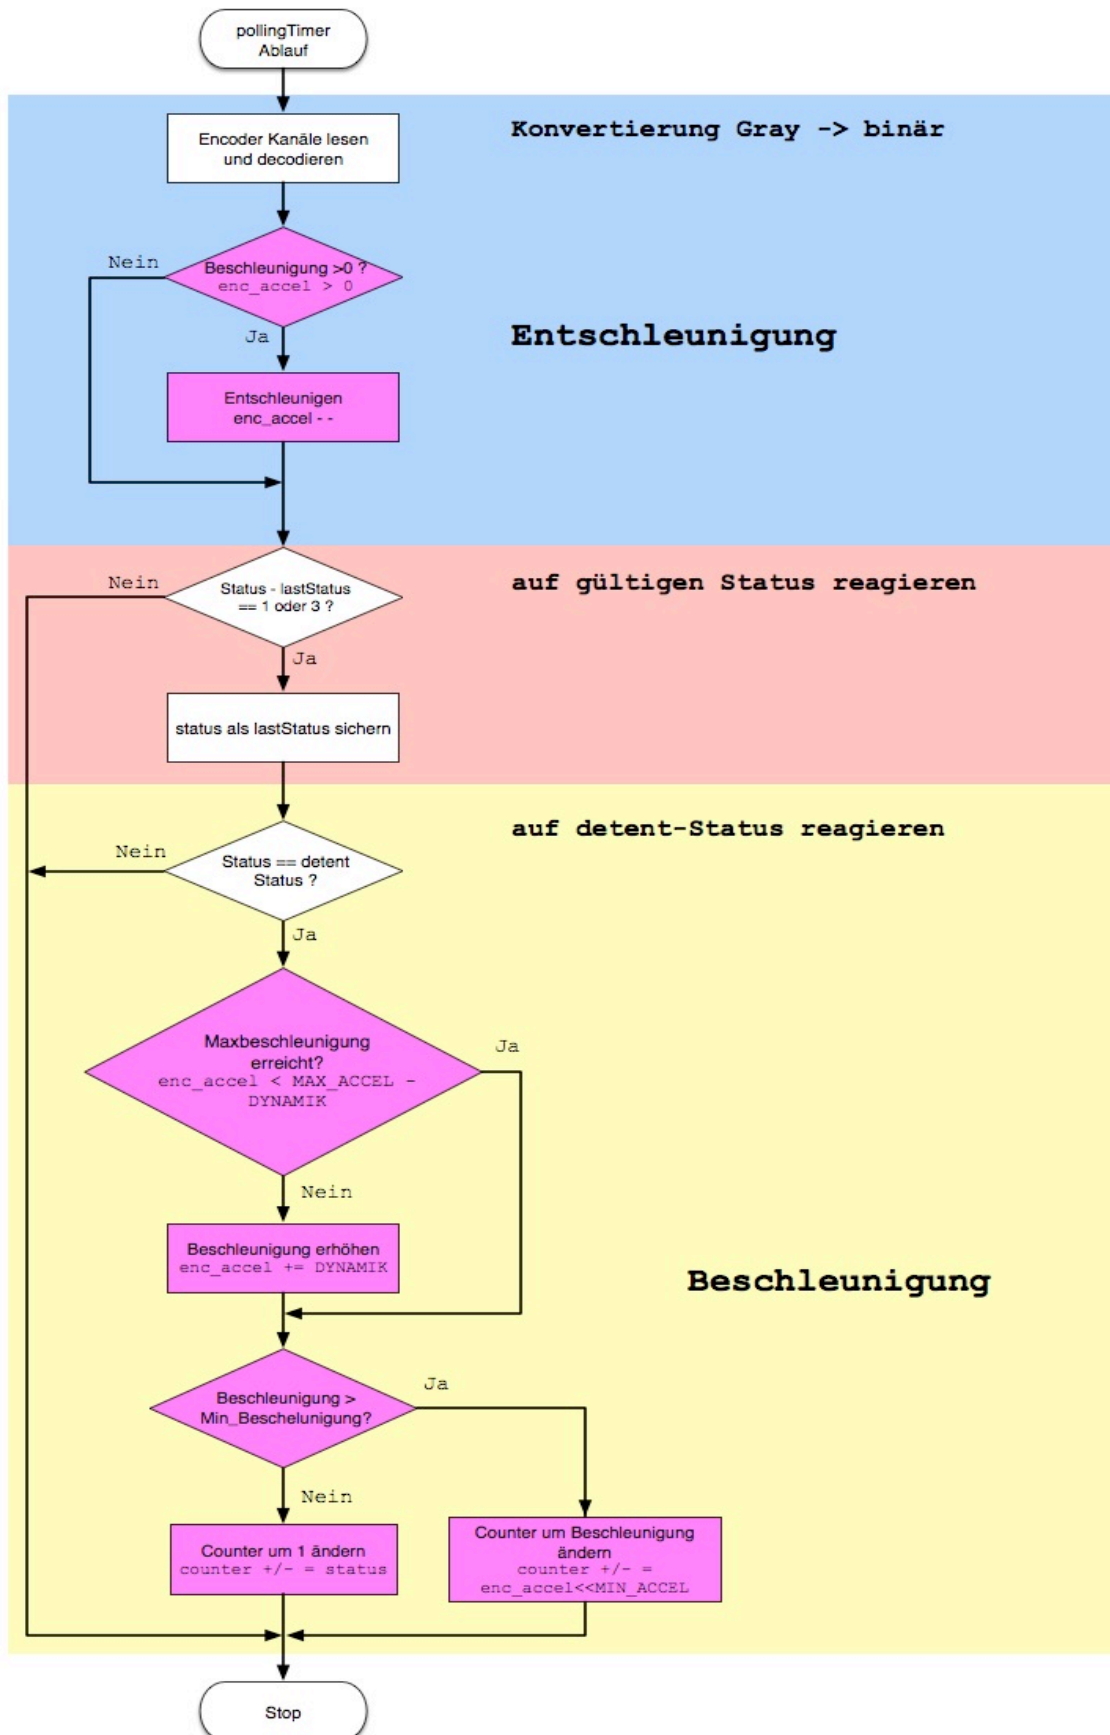 pollingTimer
Ablauf
Konvertierung Gray -> binär
Encoder Kanäle lesen
und decodieren
Nein
Beschleunigung >0 ?
enc_accel > 0
Ja
Entschleunigung
Entschleunigen
enc_accel - -
Nein
Status - lastStatus
== 1 oder 3 ?
auf gültigen Status reagieren
Ja
status als lastStatus sichern
auf detent-Status reagieren
Nein
Status == detent
Status ?
Ja
Maxbeschleunigung
erreicht?
enc_accel < MAX_ACCEL -
DYNAMIK
Ja
Nein
Beschleunigung erhöhen
enc_accel += DYNAMIK
Beschleunigung
Beschleunigung >
Min_Beschelunigung?
Ja
Nein
Counter um 1 ändern
counter +/- = status
Counter um Beschleunigung
ändern
counter +/- =
enc_accel<<MIN_ACCEL
Stop